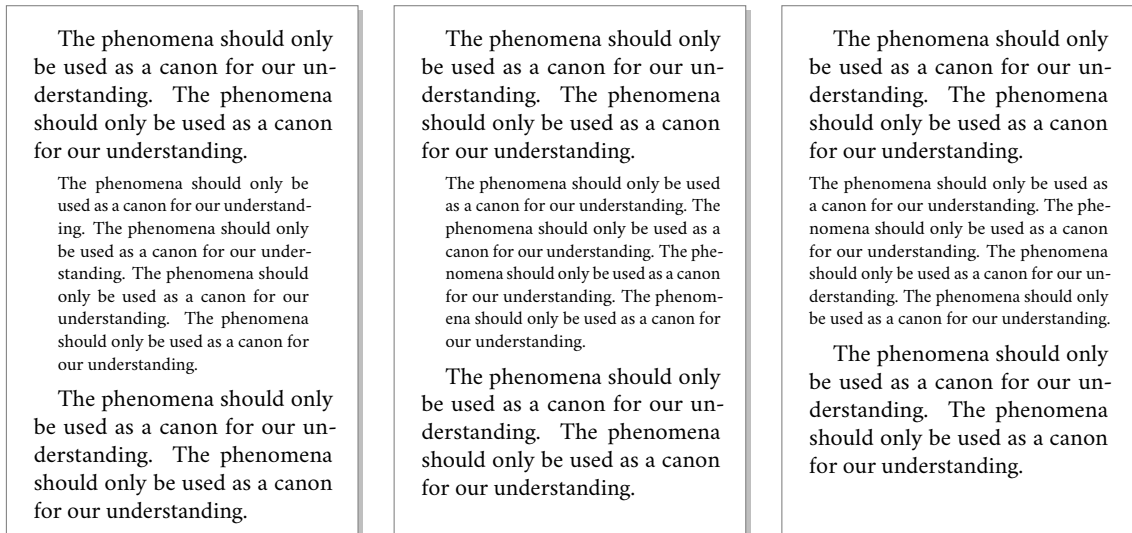 The phenomena should only
be used as a canon for our un-
derstanding. The phenomena
should only be used as a canon
for our understanding.
The phenomena should only be
used as a canon for our understand-
ing. The phenomena should only
be used as a canon for our under-
standing. The phenomena should
only be used as a canon for our
understanding. The phenomena
should only be used as a canon for
our understanding.
The phenomena should only
be used as a canon for our un-
derstanding. The phenomena
should only be used as a canon
for our understanding.
The phenomena should only
be used as a canon for our un-
derstanding. The phenomena
should only be used as a canon
for our understanding.
The phenomena should only be used
as a canon for our understanding. The
phenomena should only be used as a
canon for our understanding. The phe-
nomena should only be used as a canon
for our understanding. The phenom-
ena should only be used as a canon for
our understanding.
The phenomena should only
be used as a canon for our un-
derstanding. The phenomena
should only be used as a canon
for our understanding.
The phenomena should only
be used as a canon for our un-
derstanding. The phenomena
should only be used as a canon
for our understanding.
The phenomena should only be used as
a canon for our understanding. The phe-
nomena should only be used as a canon
for our understanding. The phenomena
should only be used as a canon for our un-
derstanding. The phenomena should only
be used as a canon for our understanding.
The phenomena should only
be used as a canon for our un-
derstanding. The phenomena
should only be used as a canon
for our understanding.